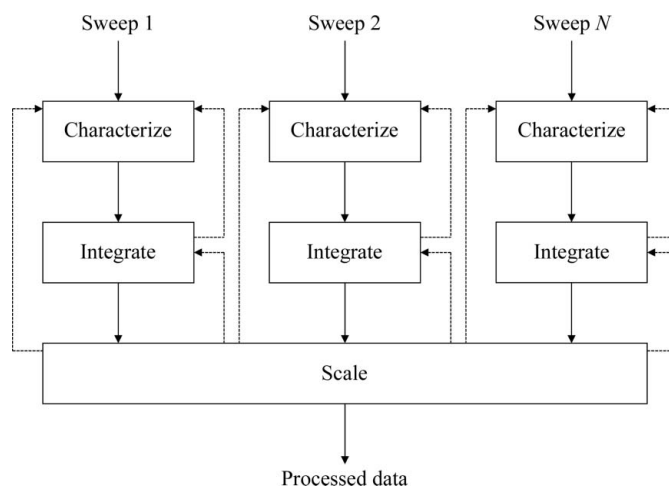 Sweep 1
Sweep 2
Sweep N
Characterize
Characterize
Characterize
Integrate
Integrate
Integrate
Scale
Processed data